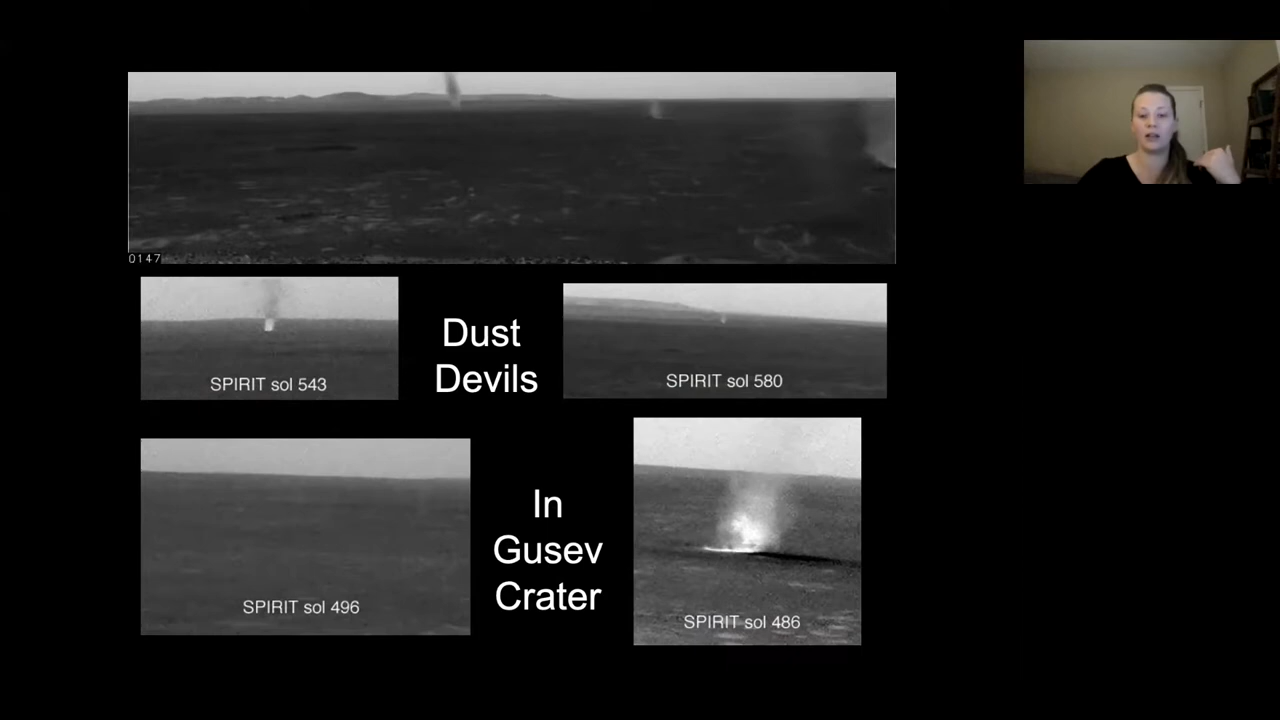 0147
Dust
Devils
SPIRIT sol 543
SPIRIT sol 580
In
Gusev
Crater
SPIRIT sol 496
SPIRIT sol 486